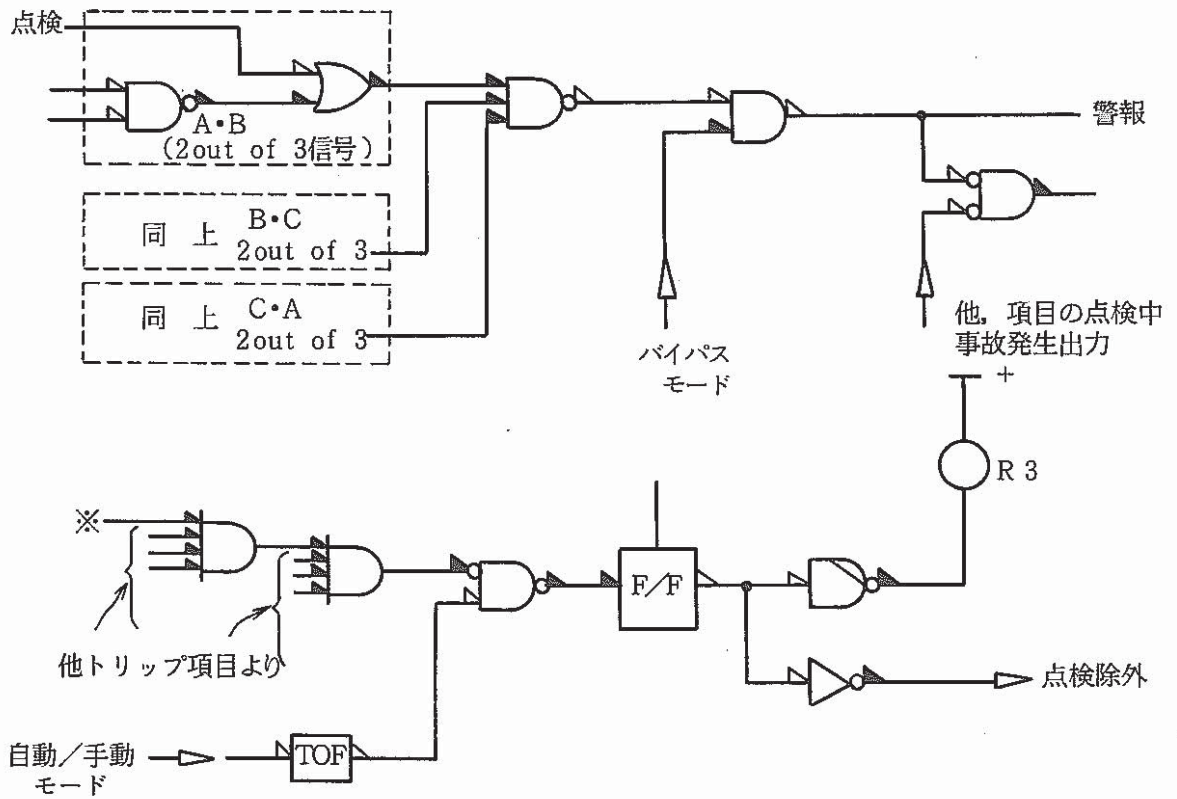 点検
A・B
(2out of 3信号)
同 上 B・C
2out of 3
同 上 C・A
2out of 3
バイパス
モード
警報
他，項目の点検中
事故発生出力
+
R 3
※
F/F
他トリップ項目より
点検除外
自動／手動
モード
TOF